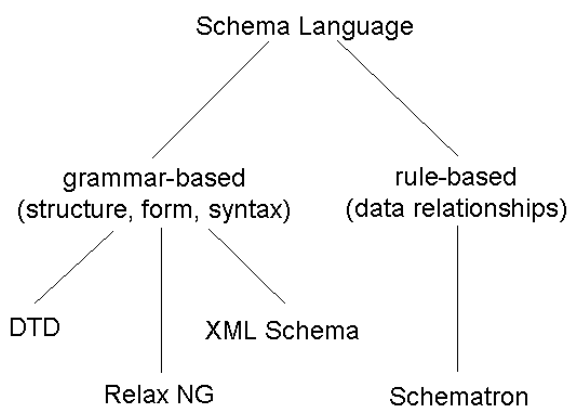 Schema Language
grammar-based
(structure, form, syntax)
rule-based
(data relationships)
DTD
Relax NG
XML Schema
Schematron